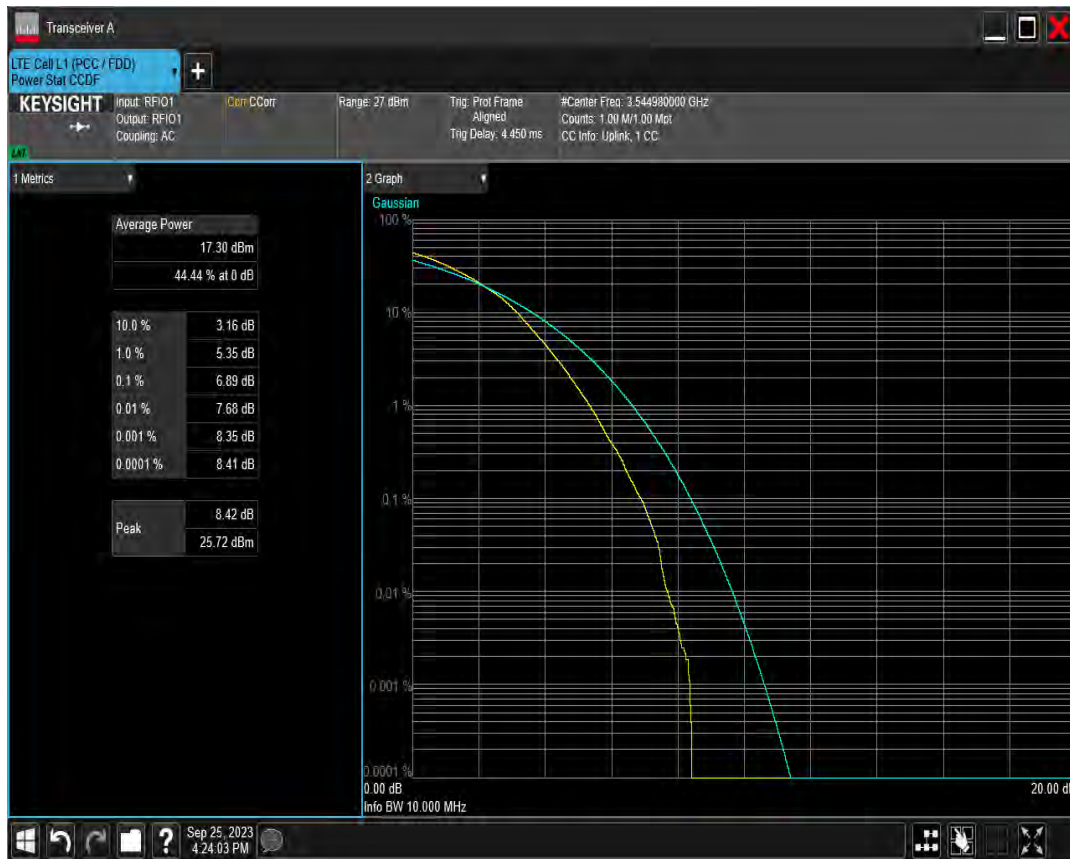 Transceiver A
LTE Cell L1 (PCC / FDD)
Power Stat CCDF
+
KEYSIGHT
Input: RFIO1
Output: RFIO1
Coupling: AC
Corr CCorr
Range: 27 dBm
Trig: Prot Frame
Aligned
Trig Delay: 4.450 ms
#Center Freq: 3.544980000 GHz
Counts: 1.00 M/1.00 Mpt
CC Info: Uplink, 1 CC
LXI
1 Metrics
Average Power
17.30 dBm
44.44 % at 0 dB
10.0 % 3.16 dB
1.0 % 5.35 dB
0.1 % 6.89 dB
0.01 % 7.68 dB
0.001 % 8.35 dB
0.0001 % 8.41 dB
Peak 8.42 dB
25.72 dBm
2 Graph
Gaussian
100 %
10 %
1 %
0.1 %
0.01 %
0.001 %
0.0001 %
0.00 dB
20.00 d
Info BW 10.000 MHz
?
Sep 25, 2023
4:24:03 PM